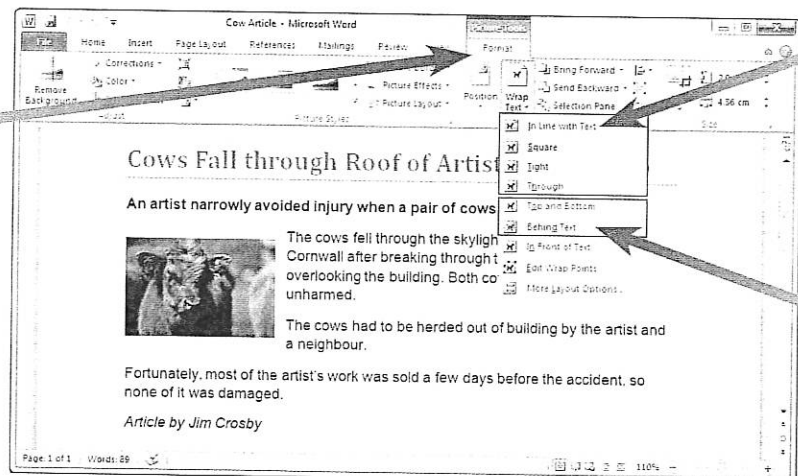 Cow Article - Microsoft Word
File Home Insert Page Layout References Mailings Review Format
Corrections
Color
Remove Background
Adjust
Picture Effects
Picture Layout
Picture Styles
Position
Wrap Text
Bring Forward
Send Backward
Selection Pane
4.36 cm
Size
In Line with Text
Square
Tight
Through
Top and Bottom
Behind Text
In Front of Text
Edit Wrap Points
More Layout Options...
Cows Fall through Roof of Artist
An artist narrowly avoided injury when a pair of cows
The cows fell through the skyligh
Cornwall after breaking through t
overlooking the building. Both co
unharmed.
The cows had to be herded out of building by the artist and
a neighbour.
Fortunately, most of the artist's work was sold a few days before the accident, so
none of it was damaged.
Article by Jim Crosby
Page: 1 of 1 Words: 89 110%